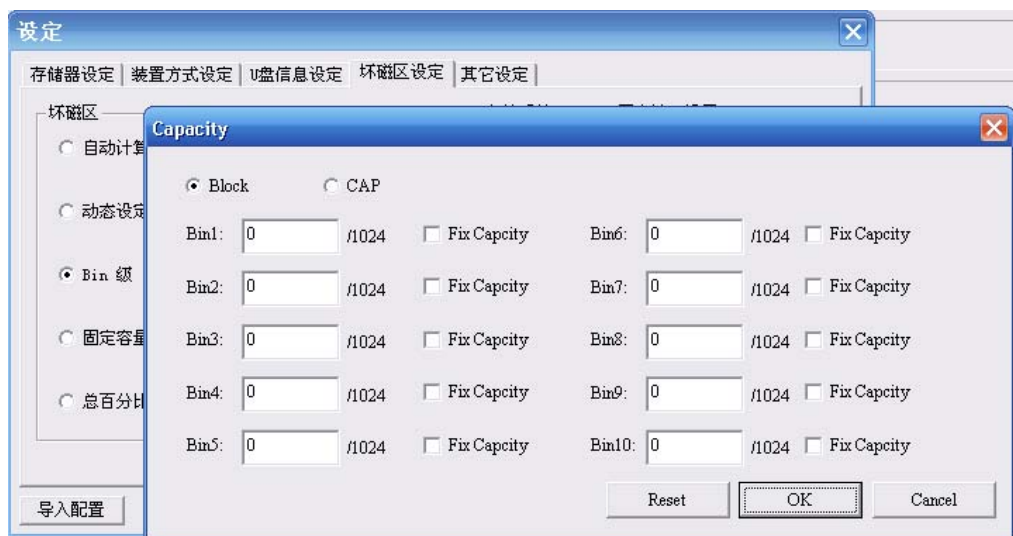 设定
存储器设定 装置方式设定 U盘信息设定 坏磁区设定 其它设定
坏磁区
自动计算
动态设定
Bin 级
固定容量
总百分比
导入配置
Capacity
Block CAP
Bin1: 0 /1024 Fix Capcity Bin6: 0 /1024 Fix Capcity
Bin2: 0 /1024 Fix Capcity Bin7: 0 /1024 Fix Capcity
Bin3: 0 /1024 Fix Capcity Bin8: 0 /1024 Fix Capcity
Bin4: 0 /1024 Fix Capcity Bin9: 0 /1024 Fix Capcity
Bin5: 0 /1024 Fix Capcity Bin10: 0 /1024 Fix Capcity
Reset OK Cancel